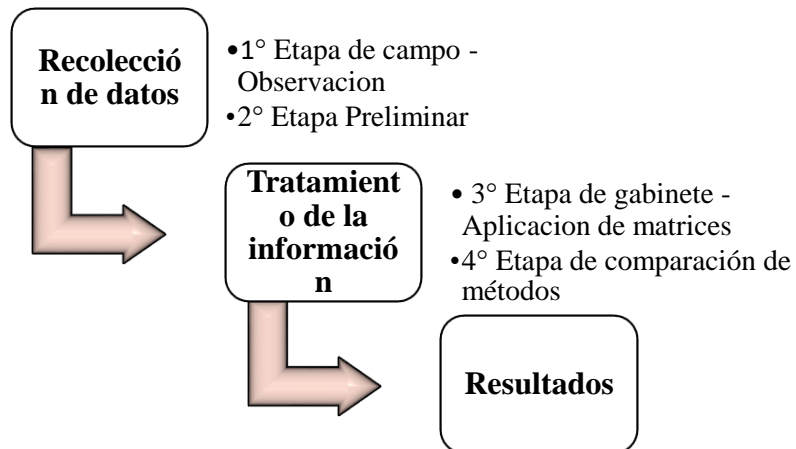 Recolecció
n de datos
•1° Etapa de campo -
Observacion
•2° Etapa Preliminar
Tratamient
o de la
informació
n
• 3° Etapa de gabinete -
Aplicacion de matrices
•4° Etapa de comparación de
métodos
Resultados